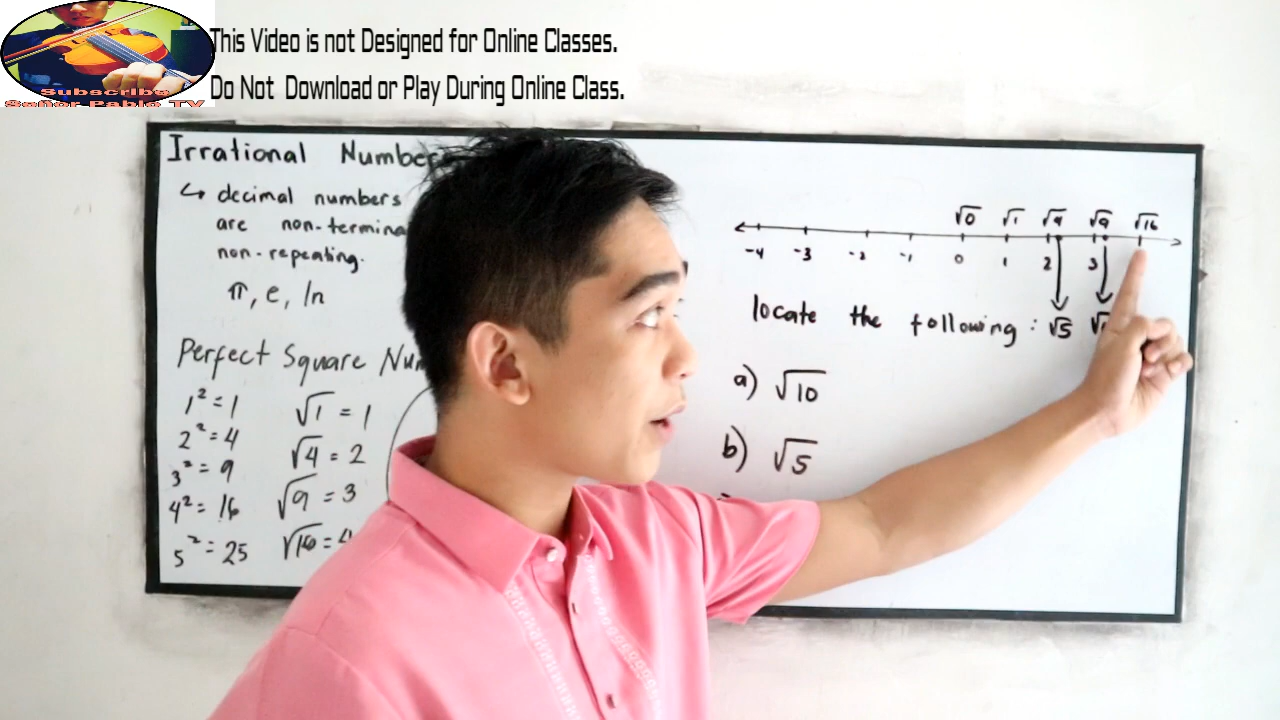 This Video is not Designed for Online Classes.
Do Not Download or Play During Online Class.
Subscribe
Señor Pablo TV
Irrational Numbers
↳ decimal numbers
are non-termina
non-repeating.
π, e, ln
Perfect Square Num
1² = 1 √1 = 1
2² = 4 √4 = 2
3² = 9 √9 = 3
4² = 16 √16 = 4
5² = 25
√0 √1 √4 √9 √16
-4 -3 -2 -1 0 1 2 3
locate the following : √5
a) √10
b) √5